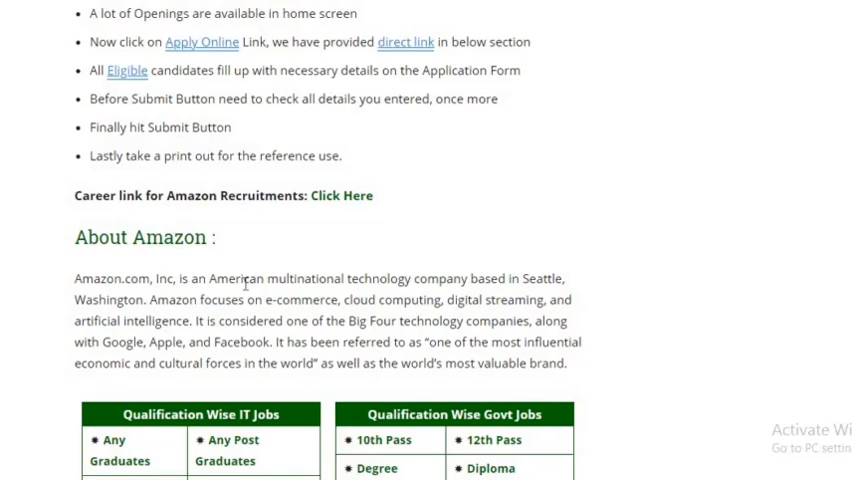 A lot of Openings are available in home screen
Now click on Apply Online Link, we have provided direct link in below section
All Eligible candidates fill up with necessary details on the Application Form
Before Submit Button need to check all details you entered, once more
Finally hit Submit Button
Lastly take a print out for the reference use.
Career link for Amazon Recruitments: Click Here
About Amazon :
Amazon.com, Inc, is an American multinational technology company based in Seattle,
Washington. Amazon focuses on e-commerce, cloud computing, digital streaming, and
artificial intelligence. It is considered one of the Big Four technology companies, along
with Google, Apple, and Facebook. It has been referred to as “one of the most influential
economic and cultural forces in the world” as well as the world’s most valuable brand.
Qualification Wise IT Jobs
Any Graduates
Any Post Graduates
Qualification Wise Govt Jobs
10th Pass
12th Pass
Degree
Diploma
Activate Wi
Go to PC settin